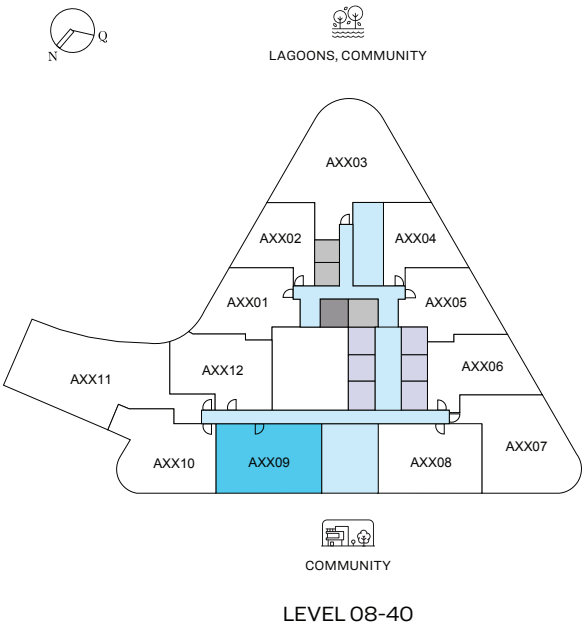 N
Q
LAGOONS, COMMUNITY
AXX03
AXX02
AXX04
AXX01
AXX05
AXX12
AXX06
AXX11
AXX10
AXX09
AXX08
AXX07
COMMUNITY
LEVEL 08-40